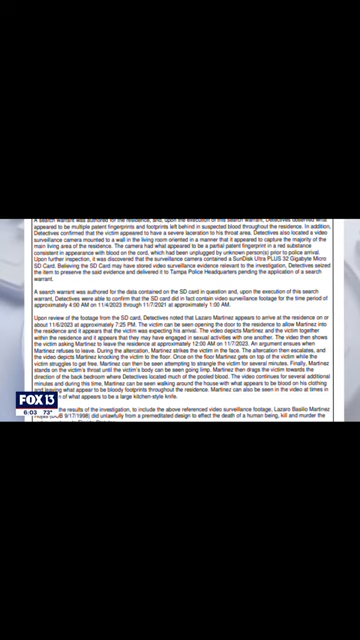 A search warrant was authored for the residence, and, upon the execution of this search warrant, Detectives observed what
appeared to be multiple patent fingerprints and footprints left behind in suspected blood throughout the residence. In addition,
Detectives confirmed that the victim appeared to have a severe laceration to his throat area. Detectives also located a video
surveillance camera mounted to a wall in the living room oriented in a manner that it appeared to capture the majority of the
main living area of the residence. The camera had what appeared to be a partial patent fingerprint in a red substance
consistent in appearance with blood on the cord, which had been unplugged by unknown person(s) prior to police arrival.
Upon further inspection, it was discovered that the surveillance camera contained a SunDisk Ultra PLUS 32 Gigabyte Micro
SD Card. Believing the SD Card may have stored video surveillance evidence relevant to the investigation, Detectives seized
the item to preserve the said evidence and delivered it to Tampa Police Headquarters pending the application of a search
warrant.
A search warrant was authored for the data contained on the SD card in question and, upon the execution of this search
warrant, Detectives were able to confirm that the SD card did in fact contain video surveillance footage for the time period of
approximately 4:00 AM on 11/4/2023 through 11/7/2021 at approximately 1:00 AM.
Upon review of the footage from the SD card, Detectives noted that Lazaro Martinez appears to arrive at the residence on or
about 11/6/2023 at approximately 7:25 PM. The victim can be seen opening the door to the residence to allow Martinez into
the residence and it appears that the victim was expecting his arrival. The video depicts Martinez and the victim together
within the residence and it appears that they may have engaged in sexual activities with one another. The video then shows
the victim asking Martinez to leave the residence at approximately 12:00 AM on 11/7/2023. An argument ensues when
Martinez refuses to leave. During the altercation, Martinez strikes the victim in the face. The altercation then escalates, and
the video depicts Martinez knocking the victim to the floor. Once on the floor Martinez gets on top of the victim while the
victim struggles to get free. Martinez can then be seen attempting to strangle the victim for several minutes. Finally, Martinez
stands on the victim's throat until the victim's body can be seen going limp. Martinez then drags the victim towards the
direction of the back bedroom where Detectives located much of the pooled blood. The video continues for several additional
minutes and during this time, Martinez can be seen walking around the house with what appears to be blood on his clothing
and leaving what appear to be bloody footprints throughout the residence. Martinez can also be seen in the video at times in
n of what appears to be a large kitchen-style knife.
the results of the investigation, to include the above referenced video surveillance footage, Lazaro Basilio Martinez
(DOB 9/17/1998) did unlawfully from a premeditated design to effect the death of a human being, kill and murder the
FOX 13
6:03 73°